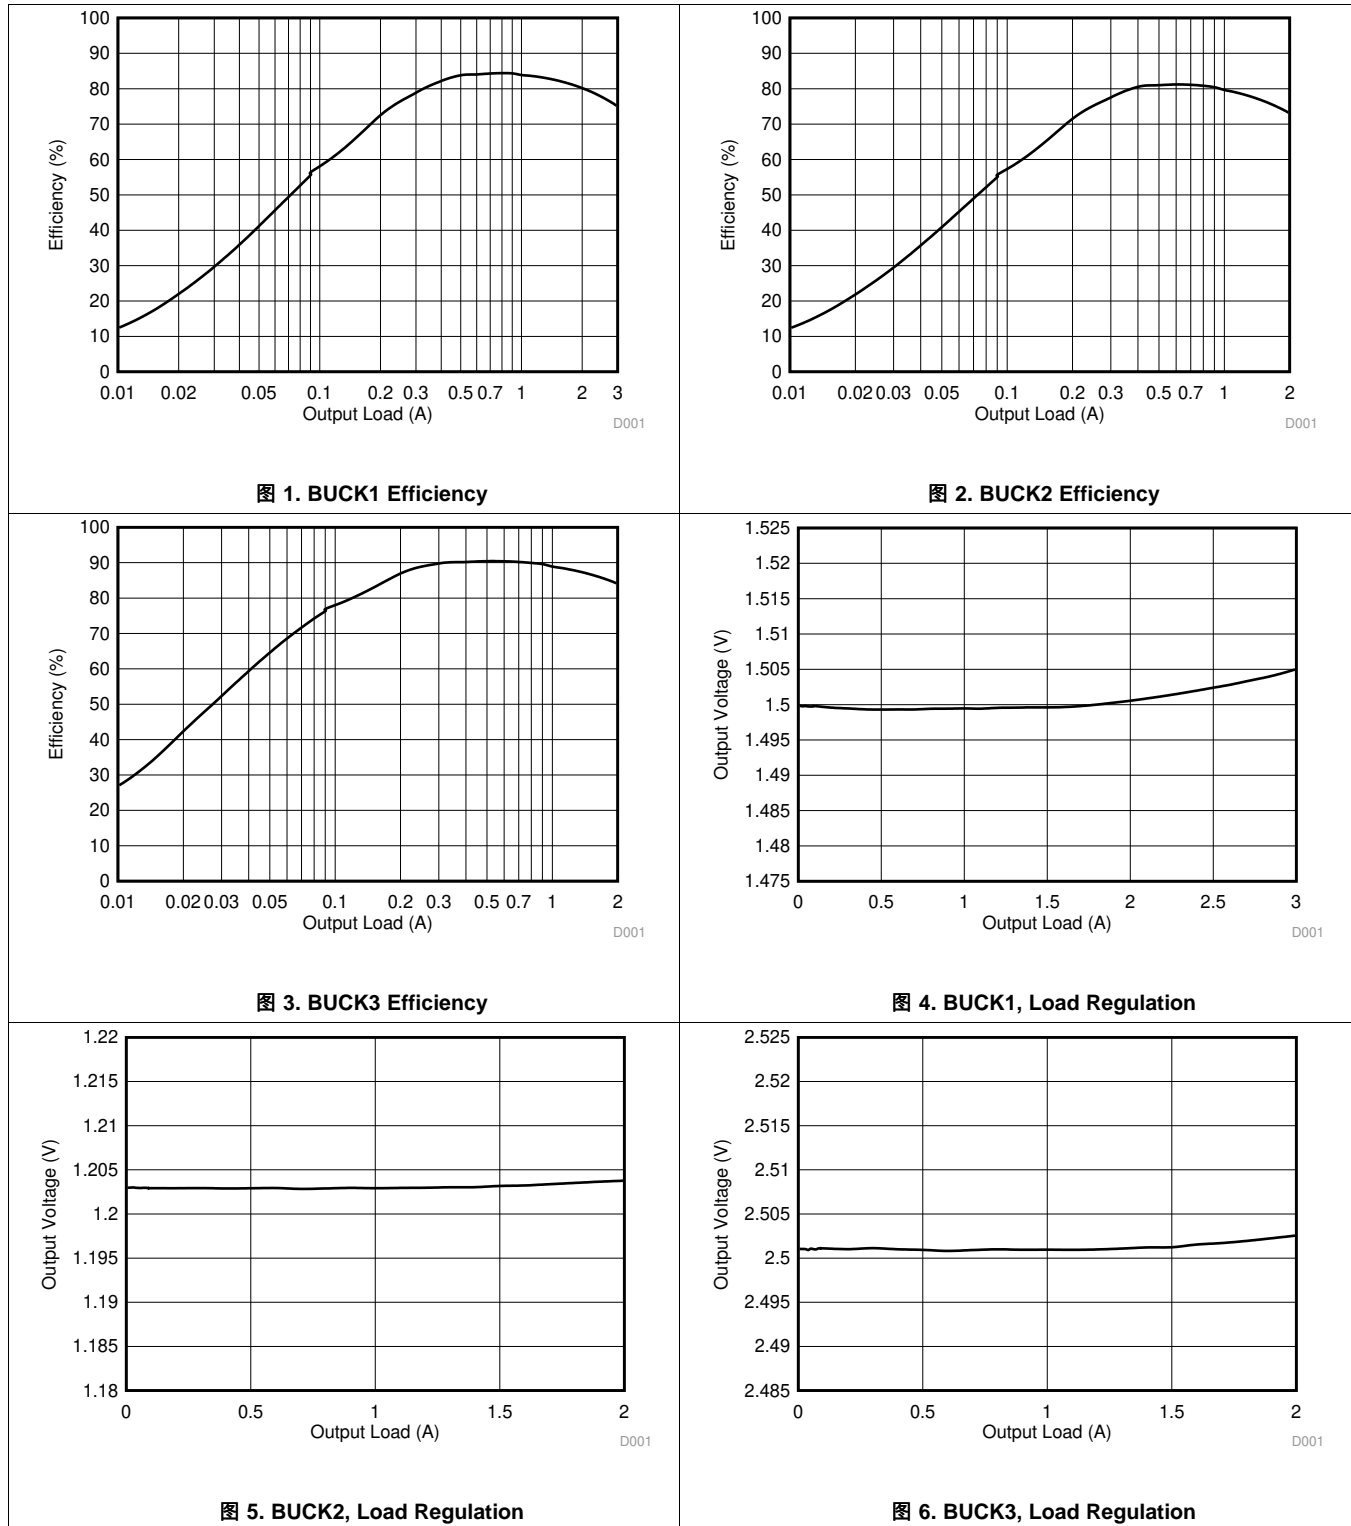 100
90
80
70
60
50
40
30
20
10
0
Efficiency (%)
0.01 0.02 0.05 0.1 0.2 0.3 0.5 0.7 1 2 3
Output Load (A)
D001
图 1. BUCK1 Efficiency
100
90
80
70
60
50
40
30
20
10
0
Efficiency (%)
0.01 0.02 0.03 0.05 0.1 0.2 0.3 0.5 0.7 1 2
Output Load (A)
D001
图 2. BUCK2 Efficiency
100
90
80
70
60
50
40
30
20
10
0
Efficiency (%)
0.01 0.02 0.03 0.05 0.1 0.2 0.3 0.5 0.7 1 2
Output Load (A)
D001
图 3. BUCK3 Efficiency
1.525
1.52
1.515
1.51
1.505
1.5
1.495
1.49
1.485
1.48
1.475
Output Voltage (V)
0 0.5 1 1.5 2 2.5 3
Output Load (A)
D001
图 4. BUCK1, Load Regulation
1.22
1.215
1.21
1.205
1.2
1.195
1.19
1.185
1.18
Output Voltage (V)
0 0.5 1 1.5 2
Output Load (A)
D001
图 5. BUCK2, Load Regulation
2.525
2.52
2.515
2.51
2.505
2.5
2.495
2.49
2.485
Output Voltage (V)
0 0.5 1 1.5 2
Output Load (A)
D001
图 6. BUCK3, Load Regulation